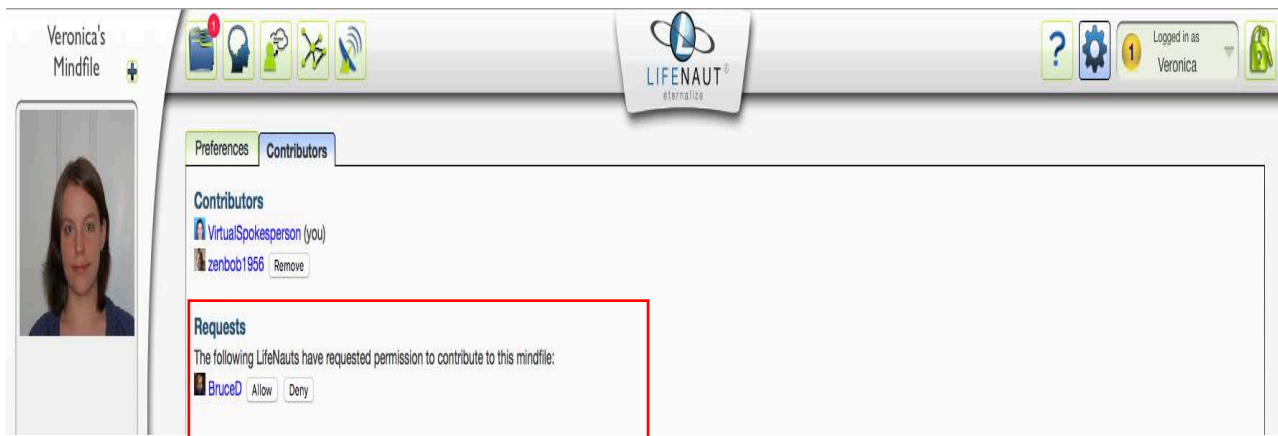 Veronica's
Mindfile
1
LIFENAUT®
eternalize
?
1
Logged in as
Veronica
Preferences
Contributors
Contributors
VirtualSpokesperson (you)
zenbob1956 Remove
Requests
The following LifeNauts have requested permission to contribute to this mindfile:
BruceD Allow Deny